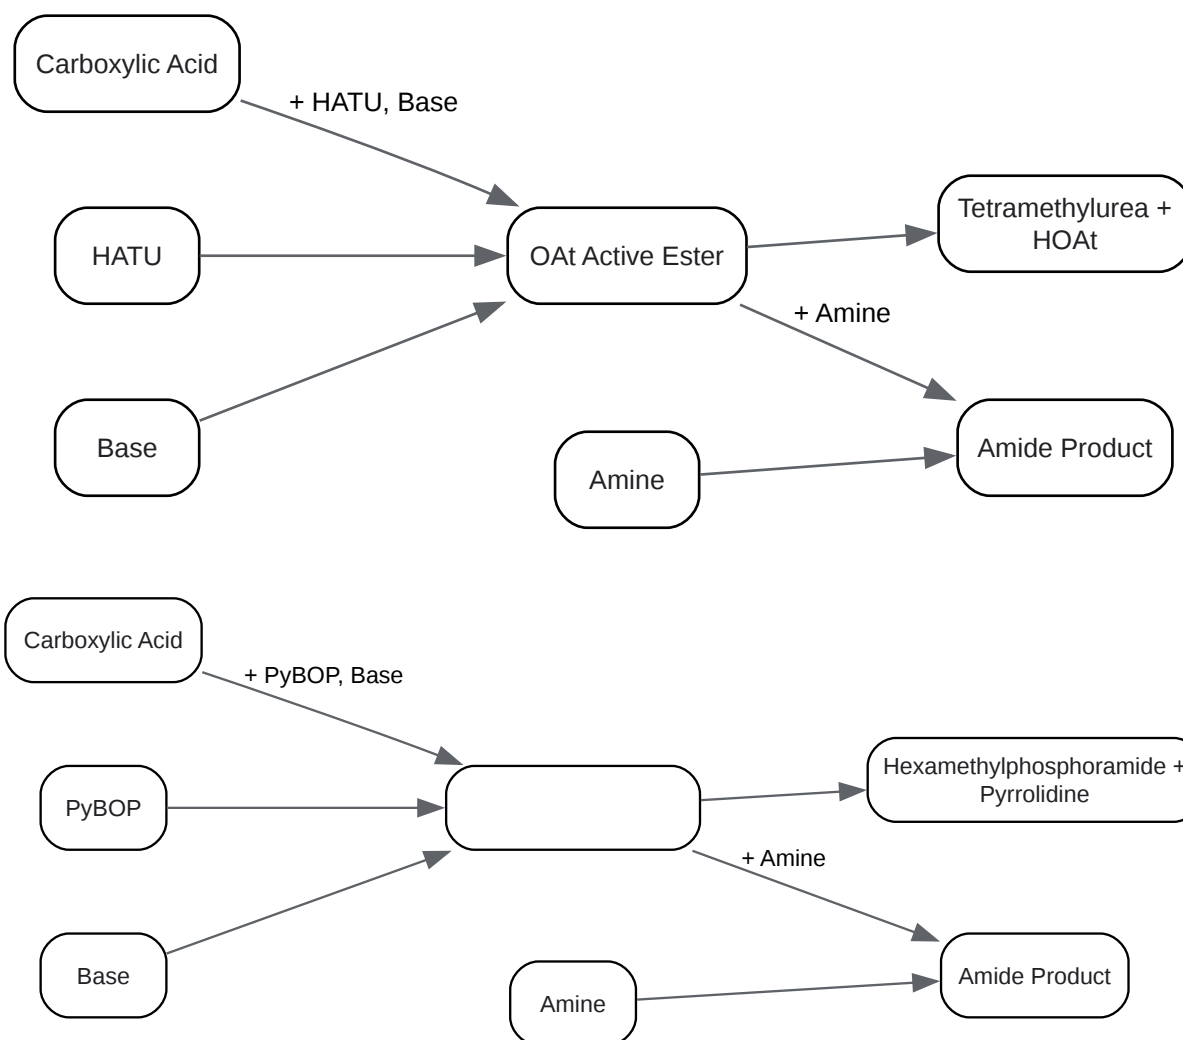 Carboxylic Acid
+ HATU, Base
HATU
OAt Active Ester
Tetramethylurea +
HOAt
+ Amine
Base
Amine
Amide Product
Carboxylic Acid
+ PyBOP, Base
PyBOP
Hexamethylphosphoramide +
Pyrrolidine
+ Amine
Base
Amine
Amide Product